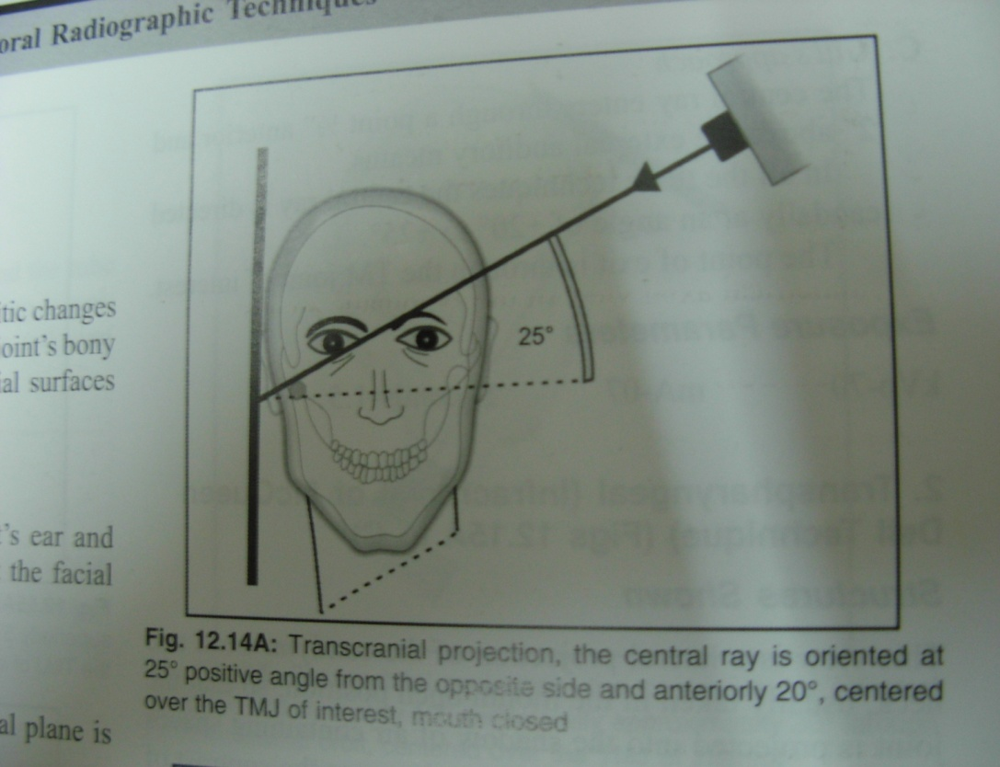 oral Radiographic Techniques
tic changes
oint's bony
ial surfaces
's ear and
the facial
al plane is
25°
Fig. 12.14A: Transcranial projection, the central ray is oriented at
25° positive angle from the opposite side and anteriorly 20°, centered
over the TMJ of interest, mouth closed